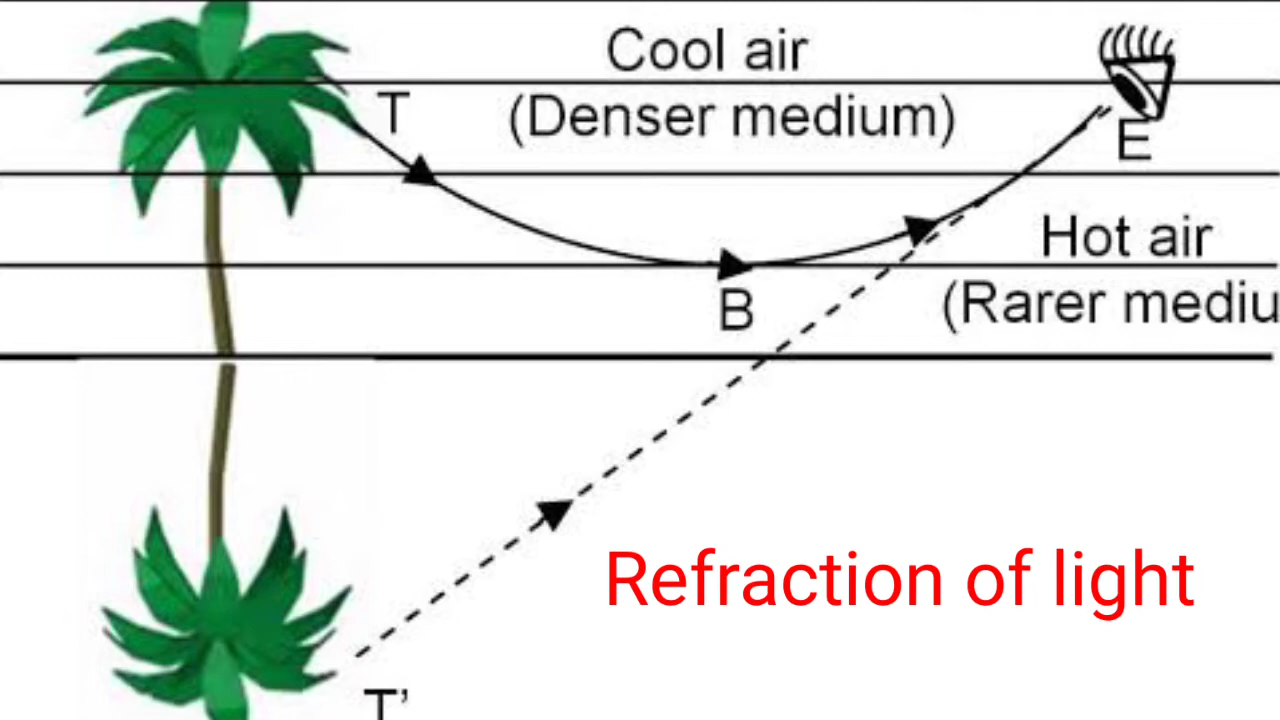 Cool air
T
(Denser medium)
E
Hot air
B
(Rarer mediu
Refraction of light
T’